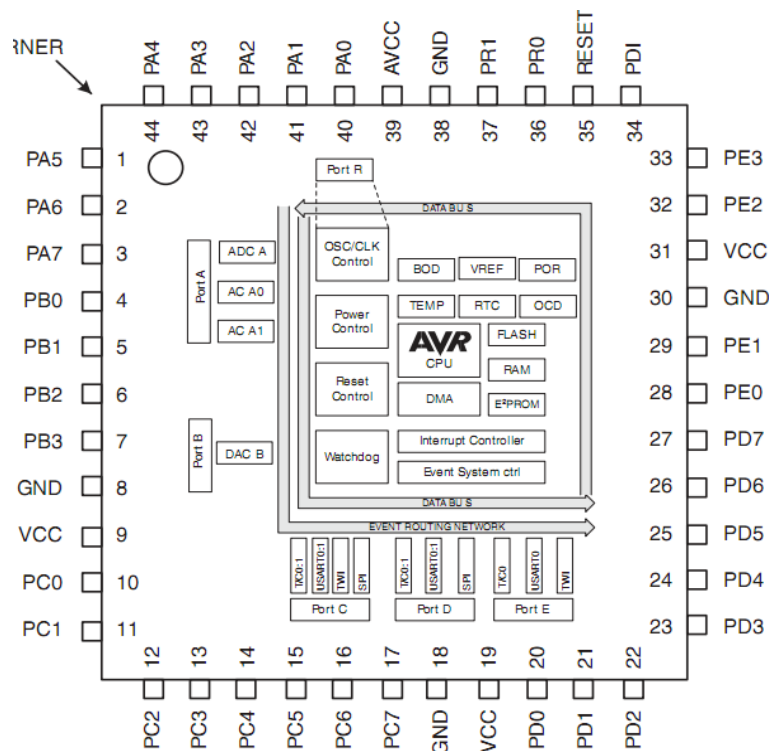 RNER
PA4 PA3 PA2 PA1 PA0 AVCC GND PR1 PR0 RESET PDI
44 43 42 41 40 39 38 37 36 35 34
PA5 1
PA6 2
PA7 3
PB0 4
PB1 5
PB2 6
PB3 7
GND 8
VCC 9
PC0 10
PC1 11
33 PE3
32 PE2
31 VCC
30 GND
29 PE1
28 PE0
27 PD7
26 PD6
25 PD5
24 PD4
23 PD3
Port R
DATA BUS
OSC/CLK
Control
Power
Control
Reset
Control
Watchdog
BOD VREF POR
TEMP RTC OCD
AVR
CPU
FLASH
RAM
DMA
E²PROM
Interrupt Controller
Event System ctrl
DATA BUS
EVENT ROUTING NETWORK
Port A
ADC A
AC A0
AC A1
Port B
DAC B
T/C0:1 USART0:1 TWI SPI
Port C
T/C0:1 USART0:1 SPI
Port D
T/C0 USART0 TWI
Port E
12 13 14 15 16 17 18 19 20 21 22
PC2 PC3 PC4 PC5 PC6 PC7 GND VCC PD0 PD1 PD2